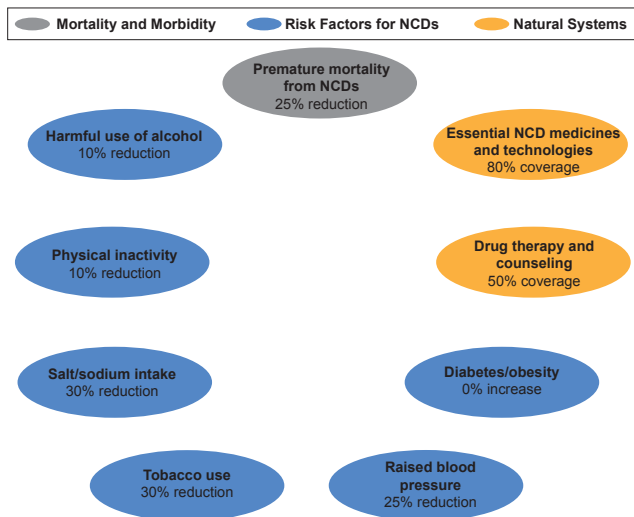 Mortality and Morbidity
Risk Factors for NCDs
Natural Systems
Premature mortality
from NCDs
25% reduction
Harmful use of alcohol
10% reduction
Essential NCD medicines
and technologies
80% coverage
Physical inactivity
10% reduction
Drug therapy and
counseling
50% coverage
Salt/sodium intake
30% reduction
Diabetes/obesity
0% increase
Tobacco use
30% reduction
Raised blood
pressure
25% reduction